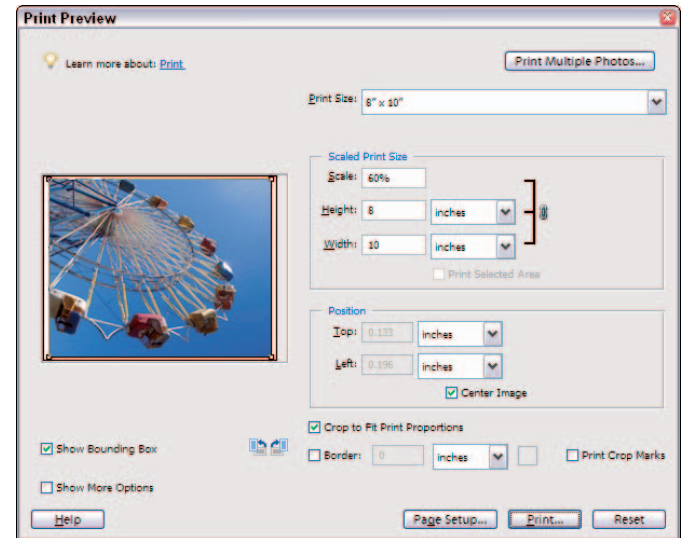 Print Preview
Learn more about: Print
Print Multiple Photos...
Print Size: 8" x 10"
Scaled Print Size
Scale: 60%
Height: 8 inches
Width: 10 inches
Print Selected Area
Position
Top: 0.133 inches
Left: 0.196 inches
Center Image
Crop to Fit Print Proportions
Show Bounding Box
Border: 0 inches
Print Crop Marks
Show More Options
Help
Page Setup...
Print...
Reset